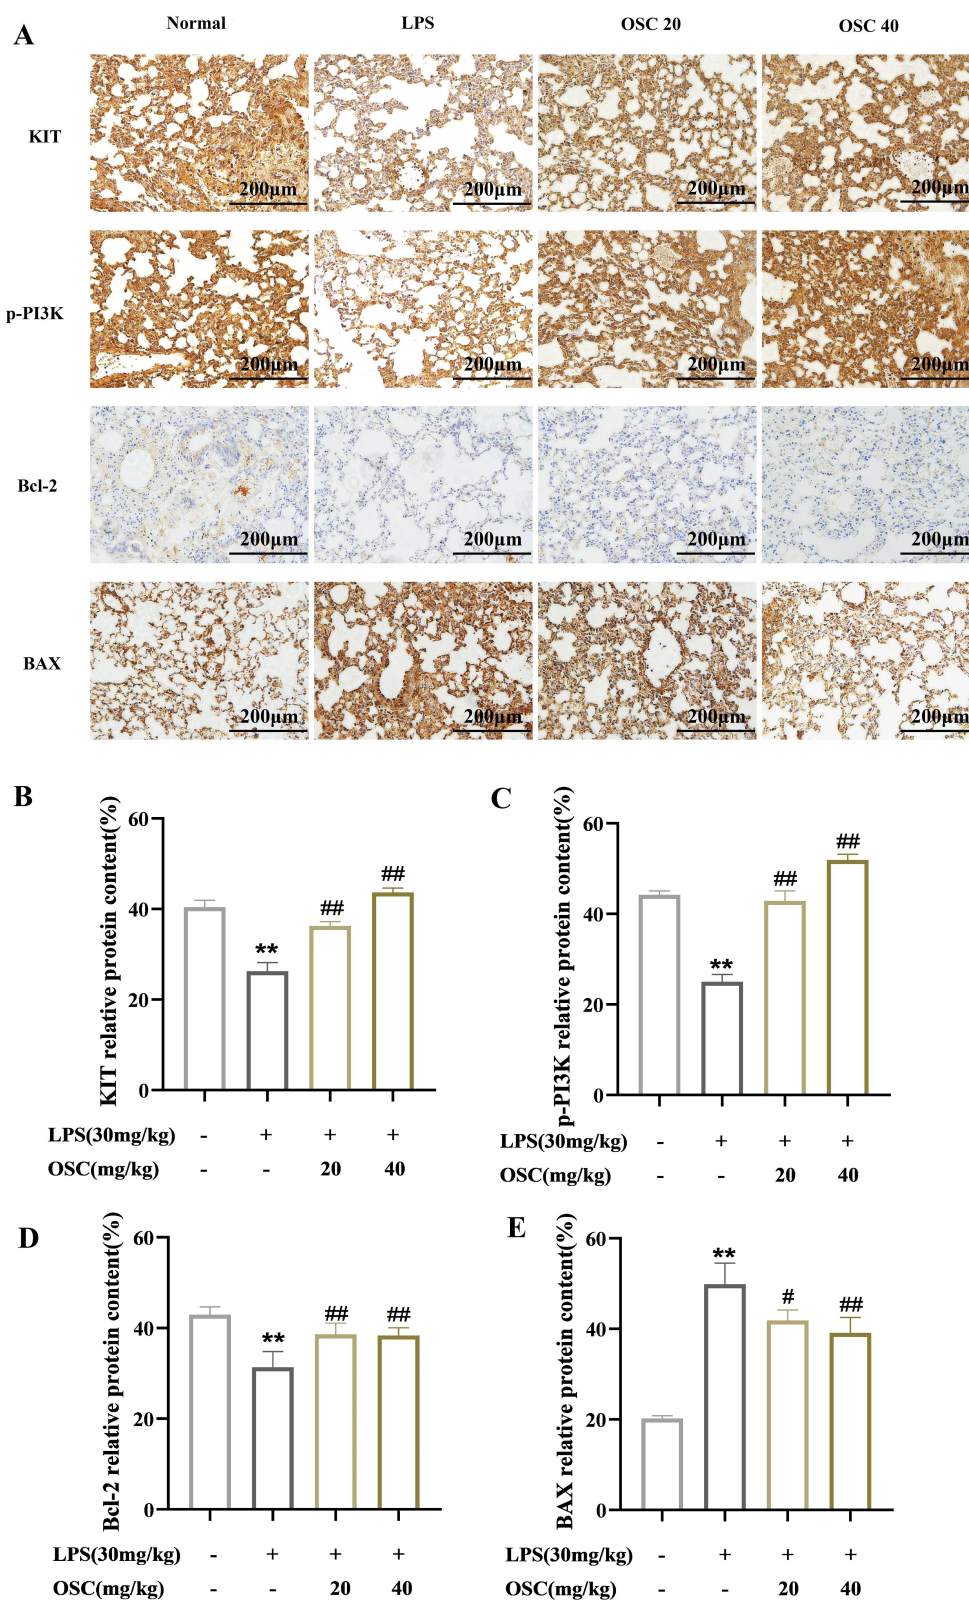 A
Normal LPS OSC 20 OSC 40
KIT
200μm 200μm 200μm 200μm
p-PI3K
200μm 200μm 200μm 200μm
Bcl-2
200μm 200μm 200μm 200μm
BAX
200μm 200μm 200μm 200μm
B
KIT relative protein content(%)
60
40
20
0
** ## ##
LPS(30mg/kg) - + + +
OSC(mg/kg) - - 20 40
C
p-PI3K relative protein content(%)
60
40
20
0
** ## ##
LPS(30mg/kg) - + + +
OSC(mg/kg) - - 20 40
D
Bcl-2 relative protein content(%)
60
40
20
0
** ## ##
LPS(30mg/kg) - + + +
OSC(mg/kg) - - 20 40
E
BAX relative protein content(%)
60
40
20
0
** # ##
LPS(30mg/kg) - + + +
OSC(mg/kg) - - 20 40